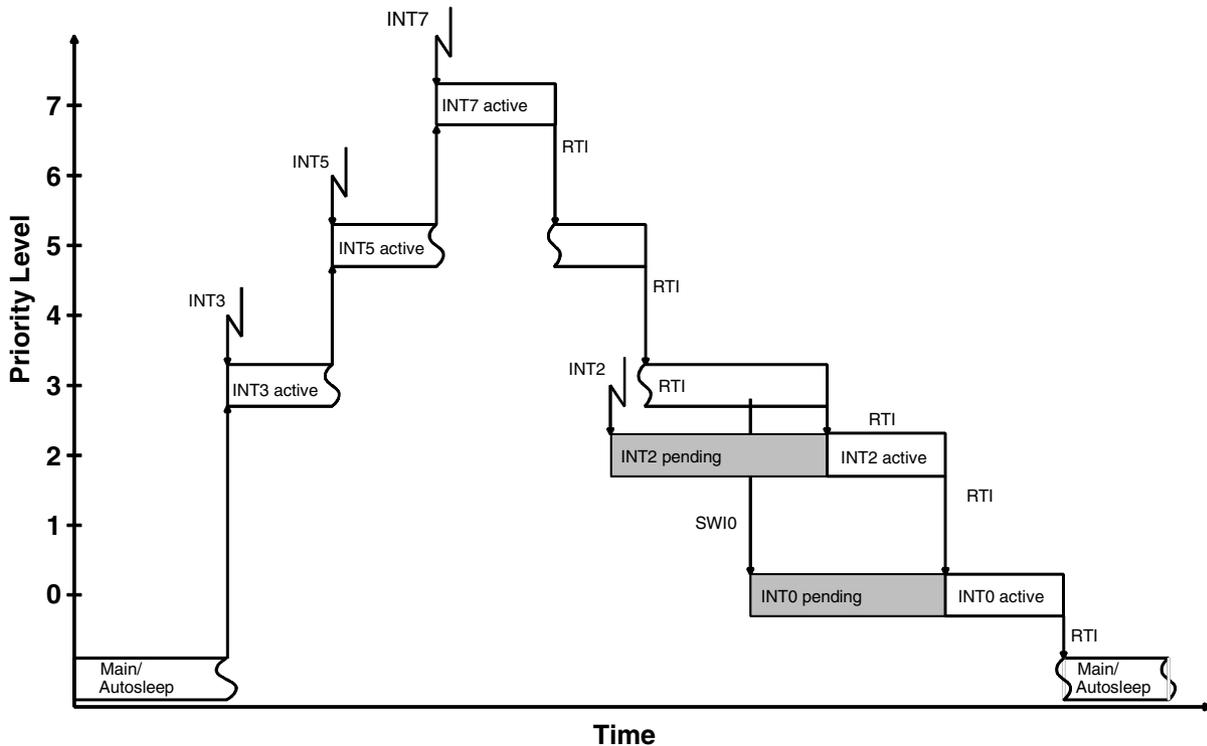 INT7
7
INT7 active
RTI
INT5
6
5
INT5 active
RTI
INT3
4
INT2
3
INT3 active
RTI
RTI
2
INT2 pending
INT2 active
RTI
1
SWI0
0
INT0 pending
INT0 active
RTI
Main/
Autosleep
Main/
Autosleep
Priority Level
Time